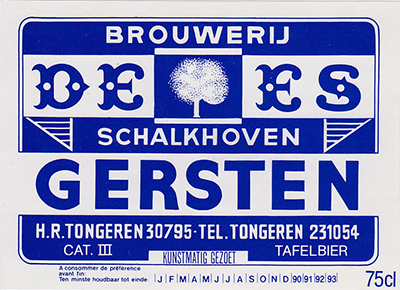 BROUWERIJ
DE ES
SCHALKHOVEN
GERSTEN
H.R. TONGEREN 30795 - TEL. TONGEREN 231054
CAT. III KUNSTMATIG GEZOET TAFELBIER
A consommer de préférence
avant fin:
Ten minste houdbaar tot einde: J F M A M J J A S O N D 90 91 92 93
75cl